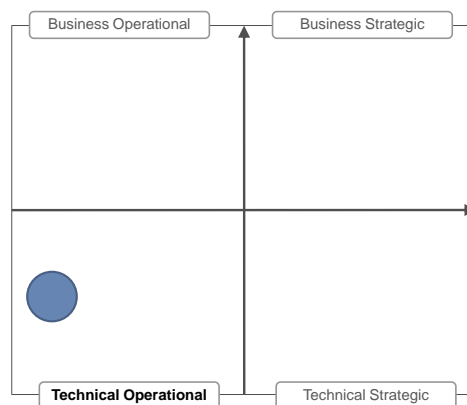 Business Operational
Business Strategic
Technical Operational
Technical Strategic